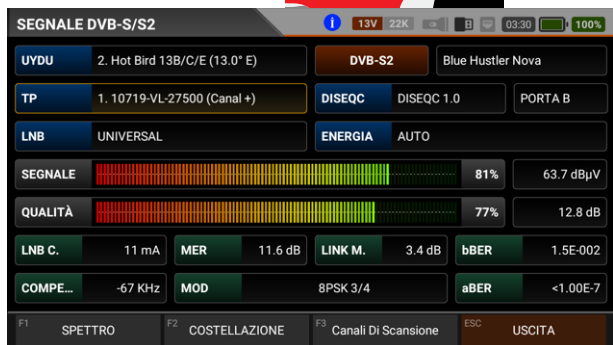 SEGNALE DVB-S/S2 i 13V 22K B 03:30 100%
UYDU 2. Hot Bird 13B/C/E (13.0° E) DVB-S2 Blue Hustler Nova
TP 1. 10719-VL-27500 (Canal +) DISEQC DISEQC 1.0 PORTA B
LNB UNIVERSAL ENERGIA AUTO
SEGNALE 81% 63.7 dBµV
QUALITÀ 77% 12.8 dB
LNB C. 11 mA MER 11.6 dB LINK M. 3.4 dB bBER 1.5E-002
COMPE... -67 KHz MOD 8PSK 3/4 aBER <1.00E-7
F1 SPETTRO F2 COSTELLAZIONE F3 Canali Di Scansione ESC USCITA